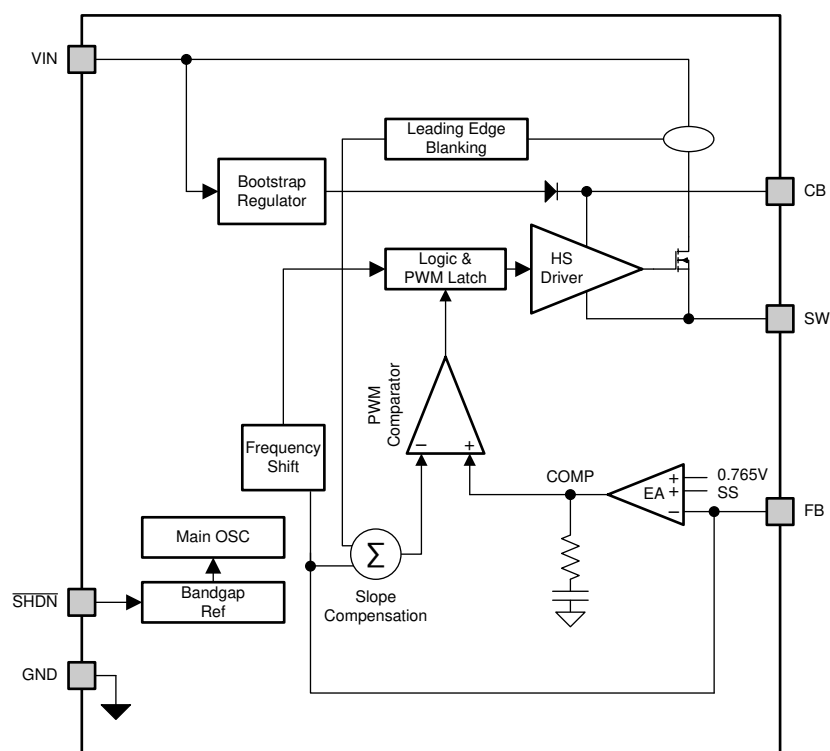 VIN
Leading Edge
Blanking
Bootstrap
Regulator
CB
Logic &
PWM Latch
HS
Driver
SW
PWM
Comparator
−
+
Frequency
Shift
COMP
EA
+
+
−
0.765V
SS
FB
Main OSC
Σ
SHDN
Bandgap
Ref
Slope
Compensation
GND